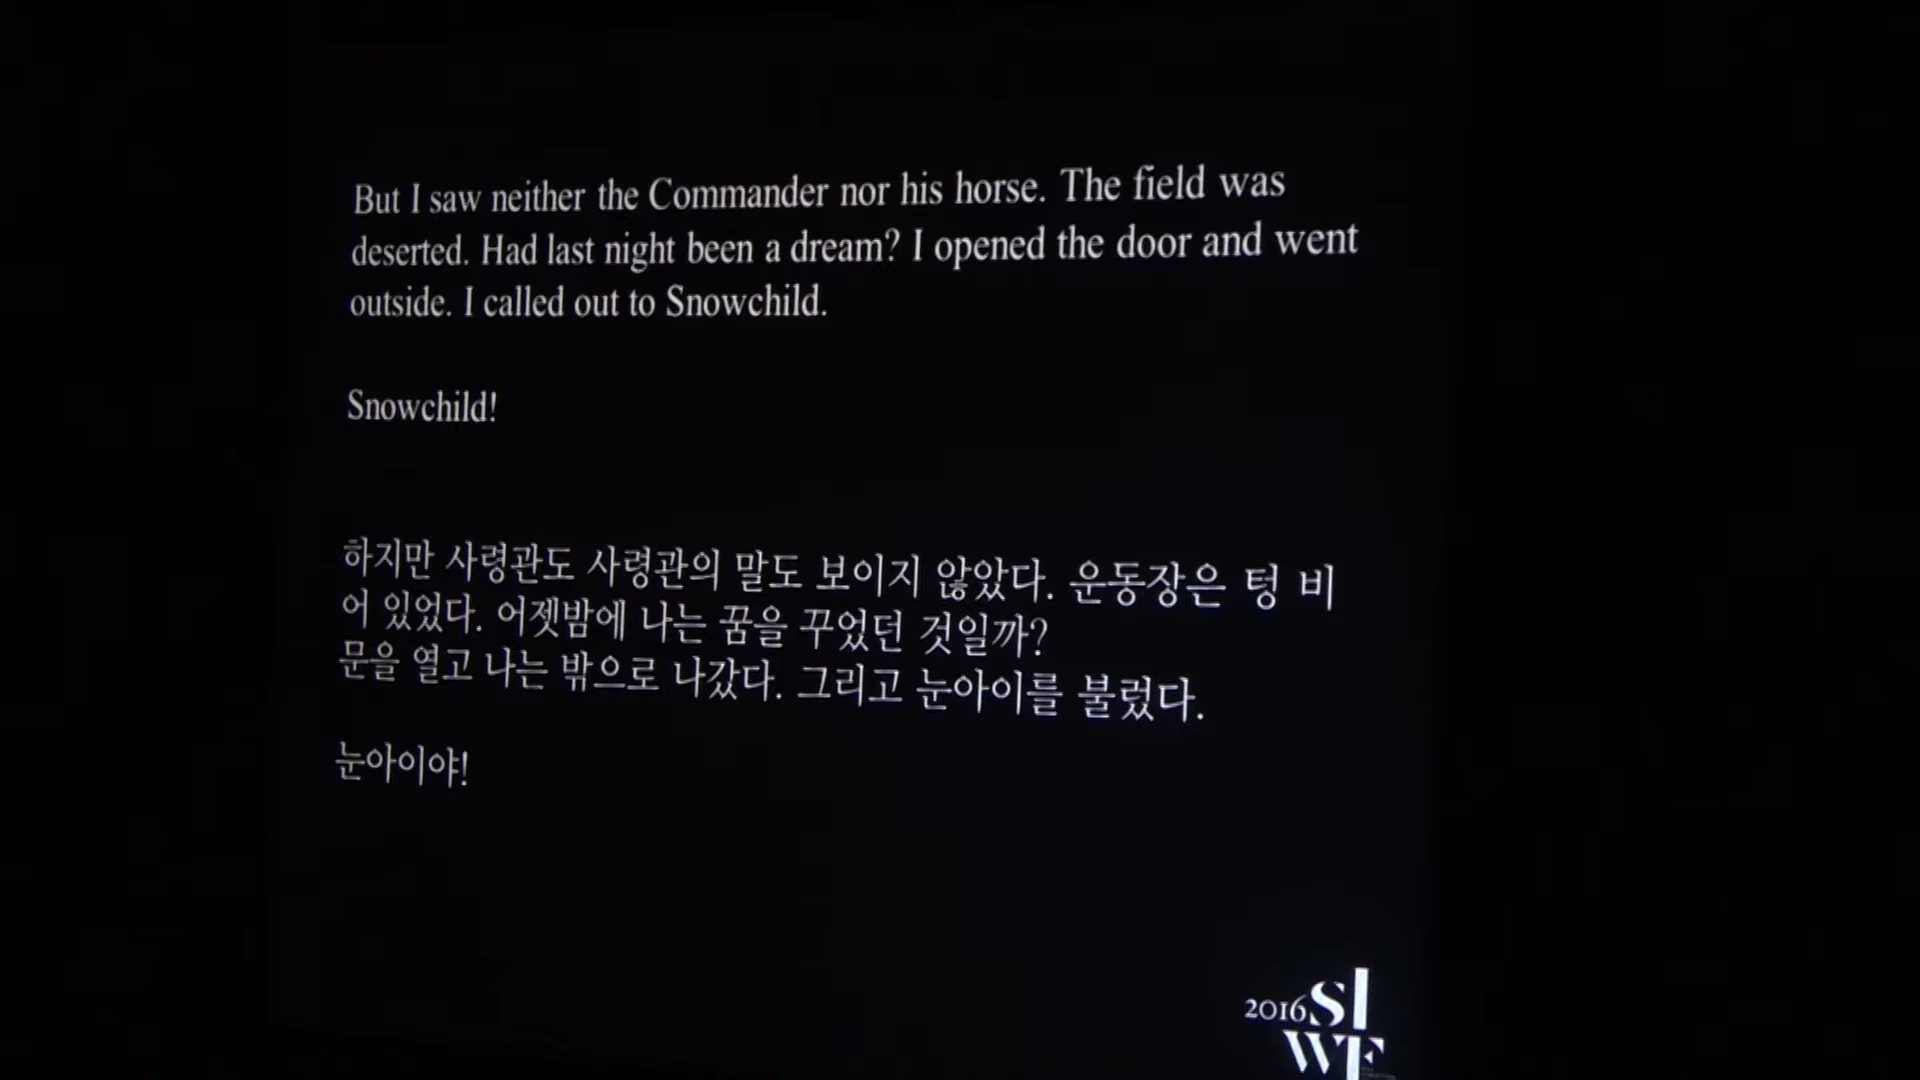 But I saw neither the Commander nor his horse. The field was
deserted. Had last night been a dream? I opened the door and went
outside. I called out to Snowchild.
Snowchild!
하지만 사령관도 사령관의 말도 보이지 않았다. 운동장은 텅 비
어 있었다. 어젯밤에 나는 꿈을 꾸었던 것일까?
문을 열고 나는 밖으로 나갔다. 그리고 눈아이를 불렀다.
눈아이야!
2016 SI
WF